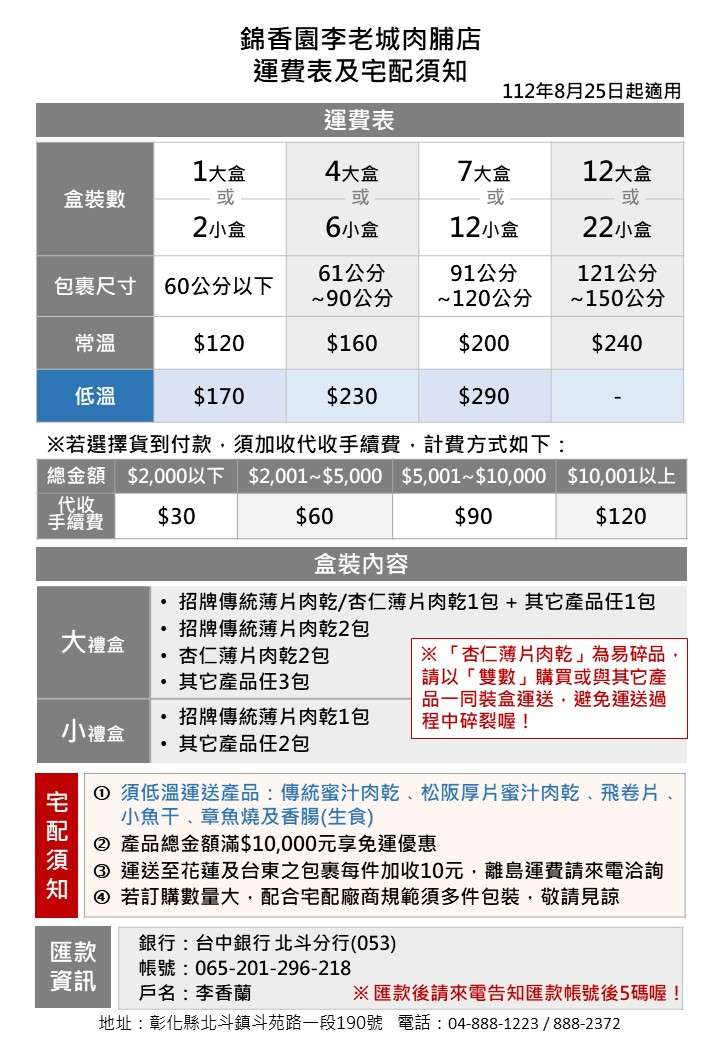 錦香園李老城肉脯店
運費表及宅配須知
112年8月25日起適用
運費表
盒裝數
1大盒 4大盒 7大盒 12大盒
或 或 或 或
2小盒 6小盒 12小盒 22小盒
包裹尺寸 60公分以下 61公分~90公分 91公分~120公分 121公分~150公分
常溫 $120 $160 $200 $240
低溫 $170 $230 $290 -
※若選擇貨到付款，須加收代收手續費，計費方式如下：
總金額 $2,000以下 $2,001~$5,000 $5,001~$10,000 $10,001以上
代收
手續費 $30 $60 $90 $120
盒裝內容
大禮盒
• 招牌傳統薄片肉乾/杏仁薄片肉乾1包 + 其它產品任1包
• 招牌傳統薄片肉乾2包
• 杏仁薄片肉乾2包
• 其它產品任3包
小禮盒
• 招牌傳統薄片肉乾1包
• 其它產品任2包
※「杏仁薄片肉乾」為易碎品，
請以「雙數」購買或與其它產
品一同裝盒運送，避免運送過
程中碎裂喔！
宅配須知
① 須低溫運送產品：傳統蜜汁肉乾﹑松阪厚片蜜汁肉乾﹑飛卷片﹑
小魚干﹑章魚燒及香腸(生食)
② 產品總金額滿$10,000元享免運優惠
③ 運送至花蓮及台東之包裹每件加收10元，離島運費請來電洽詢
④ 若訂購數量大，配合宅配廠商規範須多件包裝，敬請見諒
匯款
資訊
銀行：台中銀行 北斗分行(053)
帳號：065-201-296-218
戶名：李香蘭
※匯款後請來電告知匯款帳號後5碼喔！
地址：彰化縣北斗鎮斗苑路一段190號 電話：04-888-1223 / 888-2372